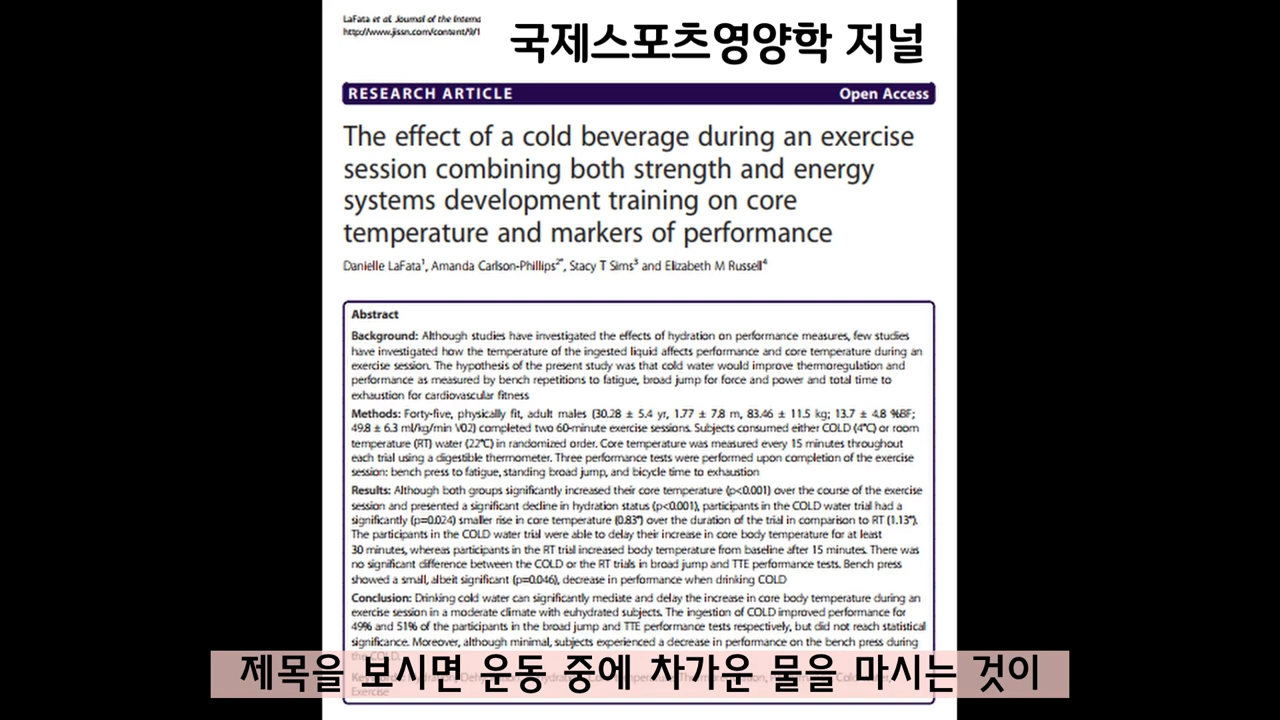 LaFata et al. Journal of the Interna
http://www.jissn.com/content/9/1
국제스포츠영양학 저널
RESEARCH ARTICLE Open Access
The effect of a cold beverage during an exercise
session combining both strength and energy
systems development training on core
temperature and markers of performance
Danielle LaFata1, Amanda Carlson-Phillips2*, Stacy T Sims3 and Elizabeth M Russell4
Abstract
Background: Although studies have investigated the effects of hydration on performance measures, few studies
have investigated how the temperature of the ingested liquid affects performance and core temperature during an
exercise session. The hypothesis of the present study was that cold water would improve thermoregulation and
performance as measured by bench repetitions to fatigue, broad jump for force and power and total time to
exhaustion for cardiovascular fitness
Methods: Forty-five, physically fit, adult males (30.28 ± 5.4 yr, 1.77 ± 7.8 m, 83.46 ± 11.5 kg; 13.7 ± 4.8 %BF;
49.8 ± 6.3 ml/kg/min V02) completed two 60-minute exercise sessions. Subjects consumed either COLD (4°C) or room
temperature (RT) water (22°C) in randomized order. Core temperature was measured every 15 minutes throughout
each trial using a digestible thermometer. Three performance tests were performed upon completion of the exercise
session: bench press to fatigue, standing broad jump, and bicycle time to exhaustion
Results: Although both groups significantly increased their core temperature (p<0.001) over the course of the exercise
session and presented a significant decline in hydration status (p<0.001), participants in the COLD water trial had a
significantly (p=0.024) smaller rise in core temperature (0.83°) over the duration of the trial in comparison to RT (1.13°).
The participants in the COLD water trial were able to delay their increase in core body temperature for at least
30 minutes, whereas participants in the RT trial increased body temperature from baseline after 15 minutes. There was
no significant difference between the COLD or the RT trials in broad jump and TTE performance tests. Bench press
showed a small, albeit significant (p=0.046), decrease in performance when drinking COLD
Conclusion: Drinking cold water can significantly mediate and delay the increase in core body temperature during an
exercise session in a moderate climate with euhydrated subjects. The ingestion of COLD improved performance for
49% and 51% of the participants in the broad jump and TTE performance tests respectively, but did not reach statistical
significance. Moreover, although minimal, subjects experienced a decrease in performance on the bench press during
the COLD.
제목을 보시면 운동 중에 차가운 물을 마시는 것이
Exercise